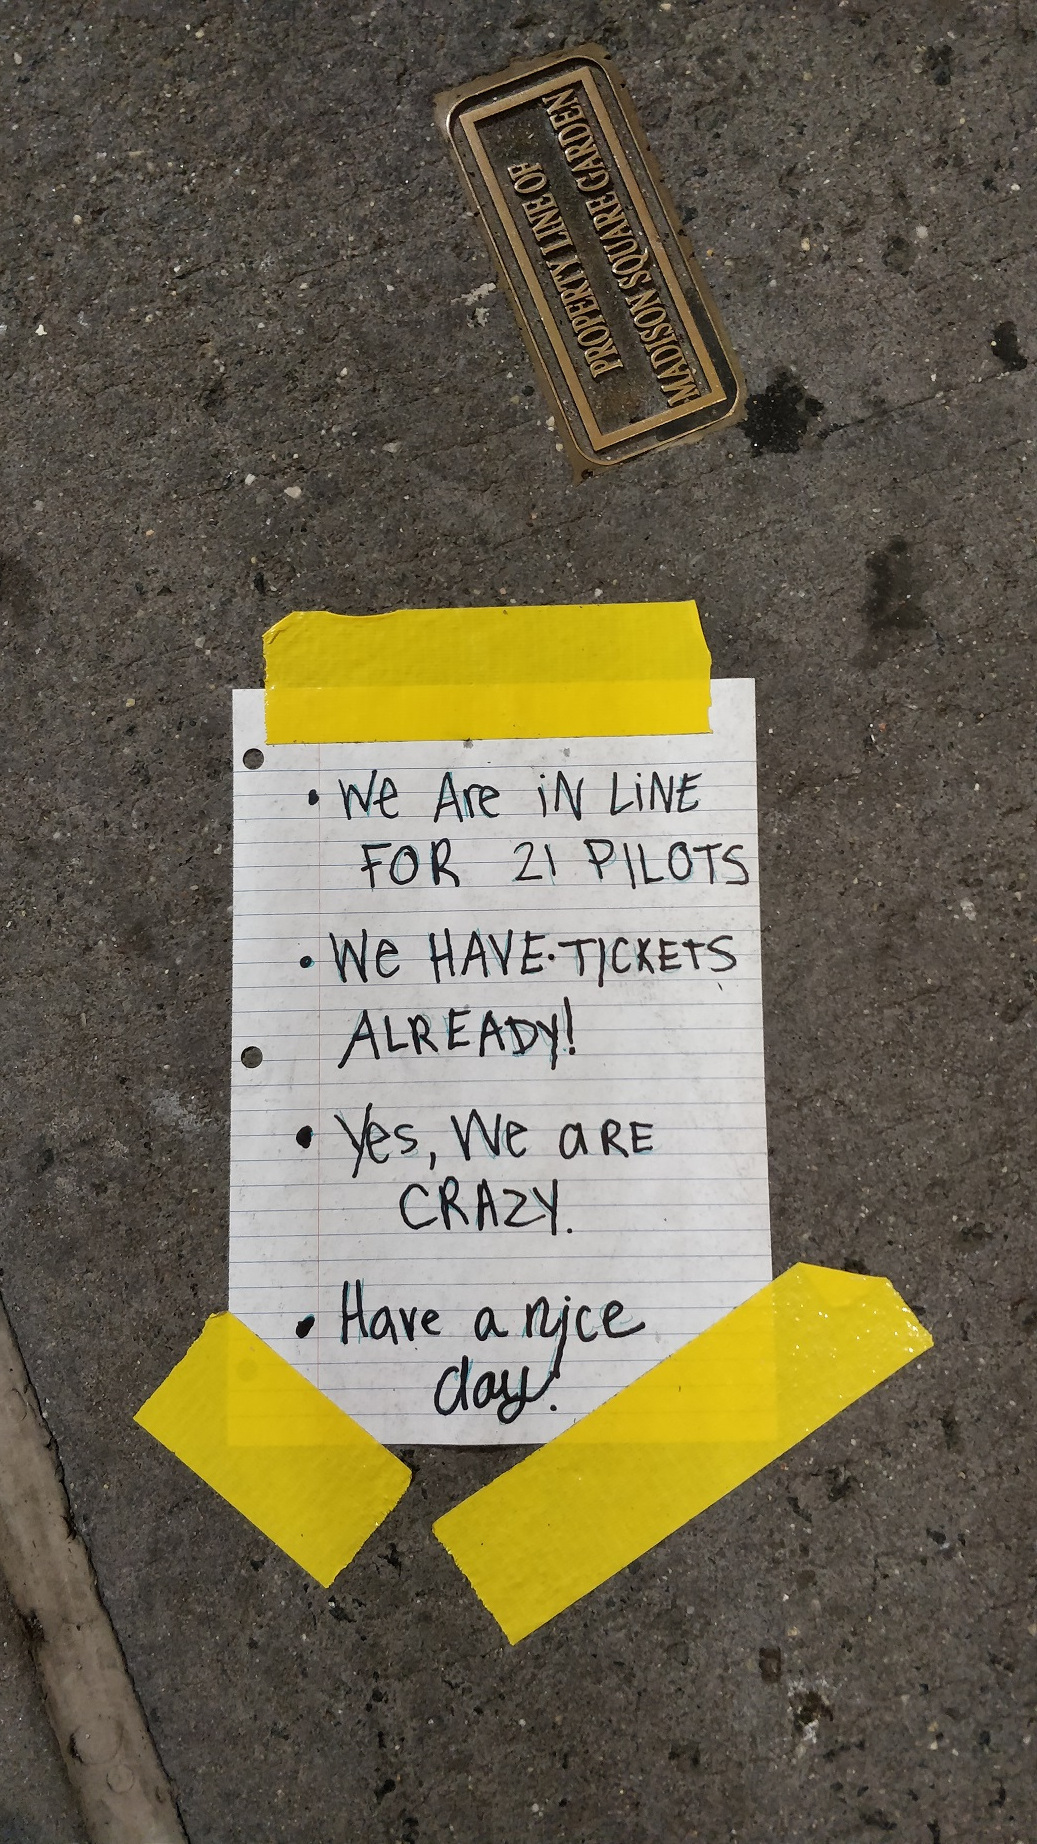 PROPERTY LINE OF
MADISON SQUARE GARDEN
• We Are iN LiNE
FOR 21 PILOTS
• We HAVE·TICKETS
ALREADY!
• Yes, We aRE
CRAZY.
• Have a nice
day!